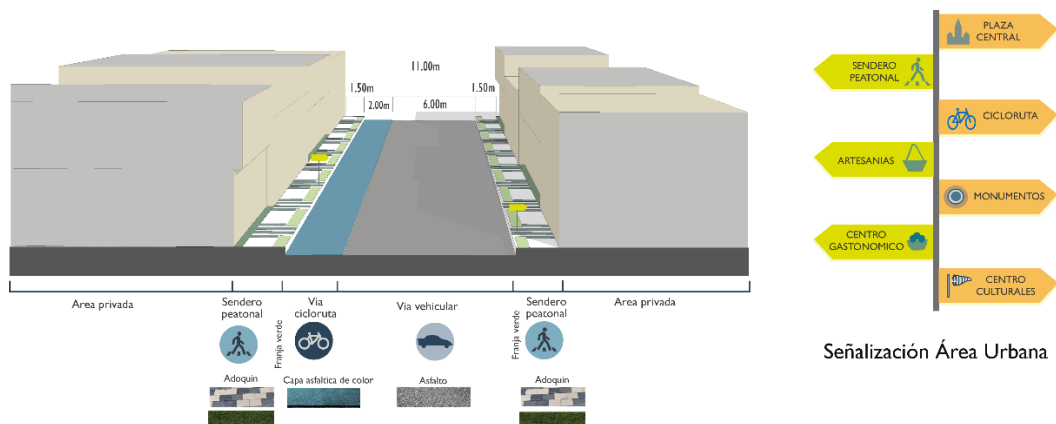 11.00m
1.50m
2.00m
6.00m
1.50m
Area privada
Sendero
peatonal
Franja verde
Via
cicloruta
Via vehicular
Franja verde
Sendero
peatonal
Area privada
Adoquin
Capa asfaltica de color
Asfalto
Adoquin
PLAZA
CENTRAL
SENDERO
PEATONAL
CICLORUTA
ARTESANIAS
MONUMENTOS
CENTRO
GASTONOMICO
CENTRO
CULTURALES
Señalización Área Urbana